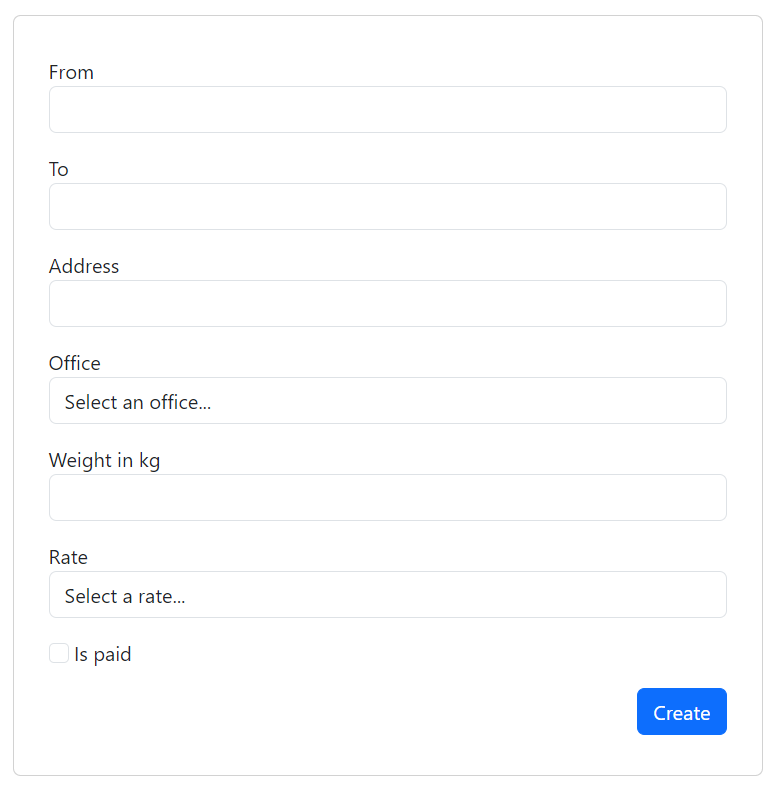 From
To
Address
Office
Select an office...
Weight in kg
Rate
Select a rate...
Is paid
Create